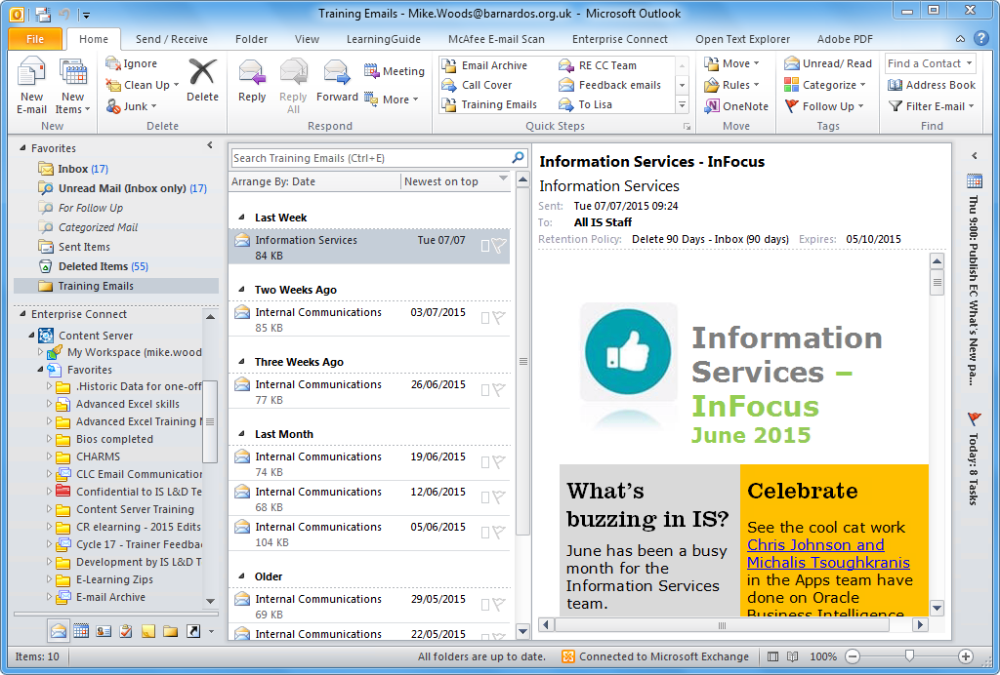 Training Emails - Mike.Woods@barnardos.org.uk - Microsoft Outlook
File Home Send / Receive Folder View LearningGuide McAfee E-mail Scan Enterprise Connect Open Text Explorer Adobe PDF
New E-mail
New Items
New
Ignore
Clean Up
Junk
Delete
Delete
Reply
Reply All
Forward
Meeting
More
Respond
Email Archive
Call Cover
Training Emails
RE CC Team
Feedback emails
To Lisa
Quick Steps
Move
Rules
OneNote
Move
Unread/ Read
Categorize
Follow Up
Tags
Find a Contact
Address Book
Filter E-mail
Find
Favorites
Inbox (17)
Unread Mail (Inbox only) (17)
For Follow Up
Categorized Mail
Sent Items
Deleted Items (55)
Training Emails
Enterprise Connect
Content Server
My Workspace (mike.wood
Favorites
.Historic Data for one-off
Advanced Excel skills
Advanced Excel Training
Bios completed
CHARMS
CLC Email Communication
Confidential to IS L&D Te
Content Server Training
CR elearning - 2015 Edits
Cycle 17 - Trainer Feedba
Development by IS L&D T
E-Learning Zips
E-mail Archive
Search Training Emails (Ctrl+E)
Arrange By: Date Newest on top
Last Week
Information Services Tue 07/07
84 KB
Two Weeks Ago
Internal Communications 03/07/2015
85 KB
Three Weeks Ago
Internal Communications 26/06/2015
77 KB
Last Month
Internal Communications 19/06/2015
74 KB
Internal Communications 12/06/2015
68 KB
Internal Communications 05/06/2015
104 KB
Older
Internal Communications 29/05/2015
69 KB
Internal Communications 22/05/2015
Information Services - InFocus
Information Services
Sent: Tue 07/07/2015 09:24
To: All IS Staff
Retention Policy: Delete 90 Days - Inbox (90 days) Expires: 05/10/2015
Information
Services –
InFocus
June 2015
What's
buzzing in IS?
June has been a busy
month for the
Information Services
team.
Celebrate
See the cool cat work
Chris Johnson and
Michalis Tsoughkranis
in the Apps team have
done on Oracle
Business Intelligence
Thu 9:00: Publish EC What's New pa...
Today: 8 Tasks
Items: 10
All folders are up to date.
Connected to Microsoft Exchange
100%